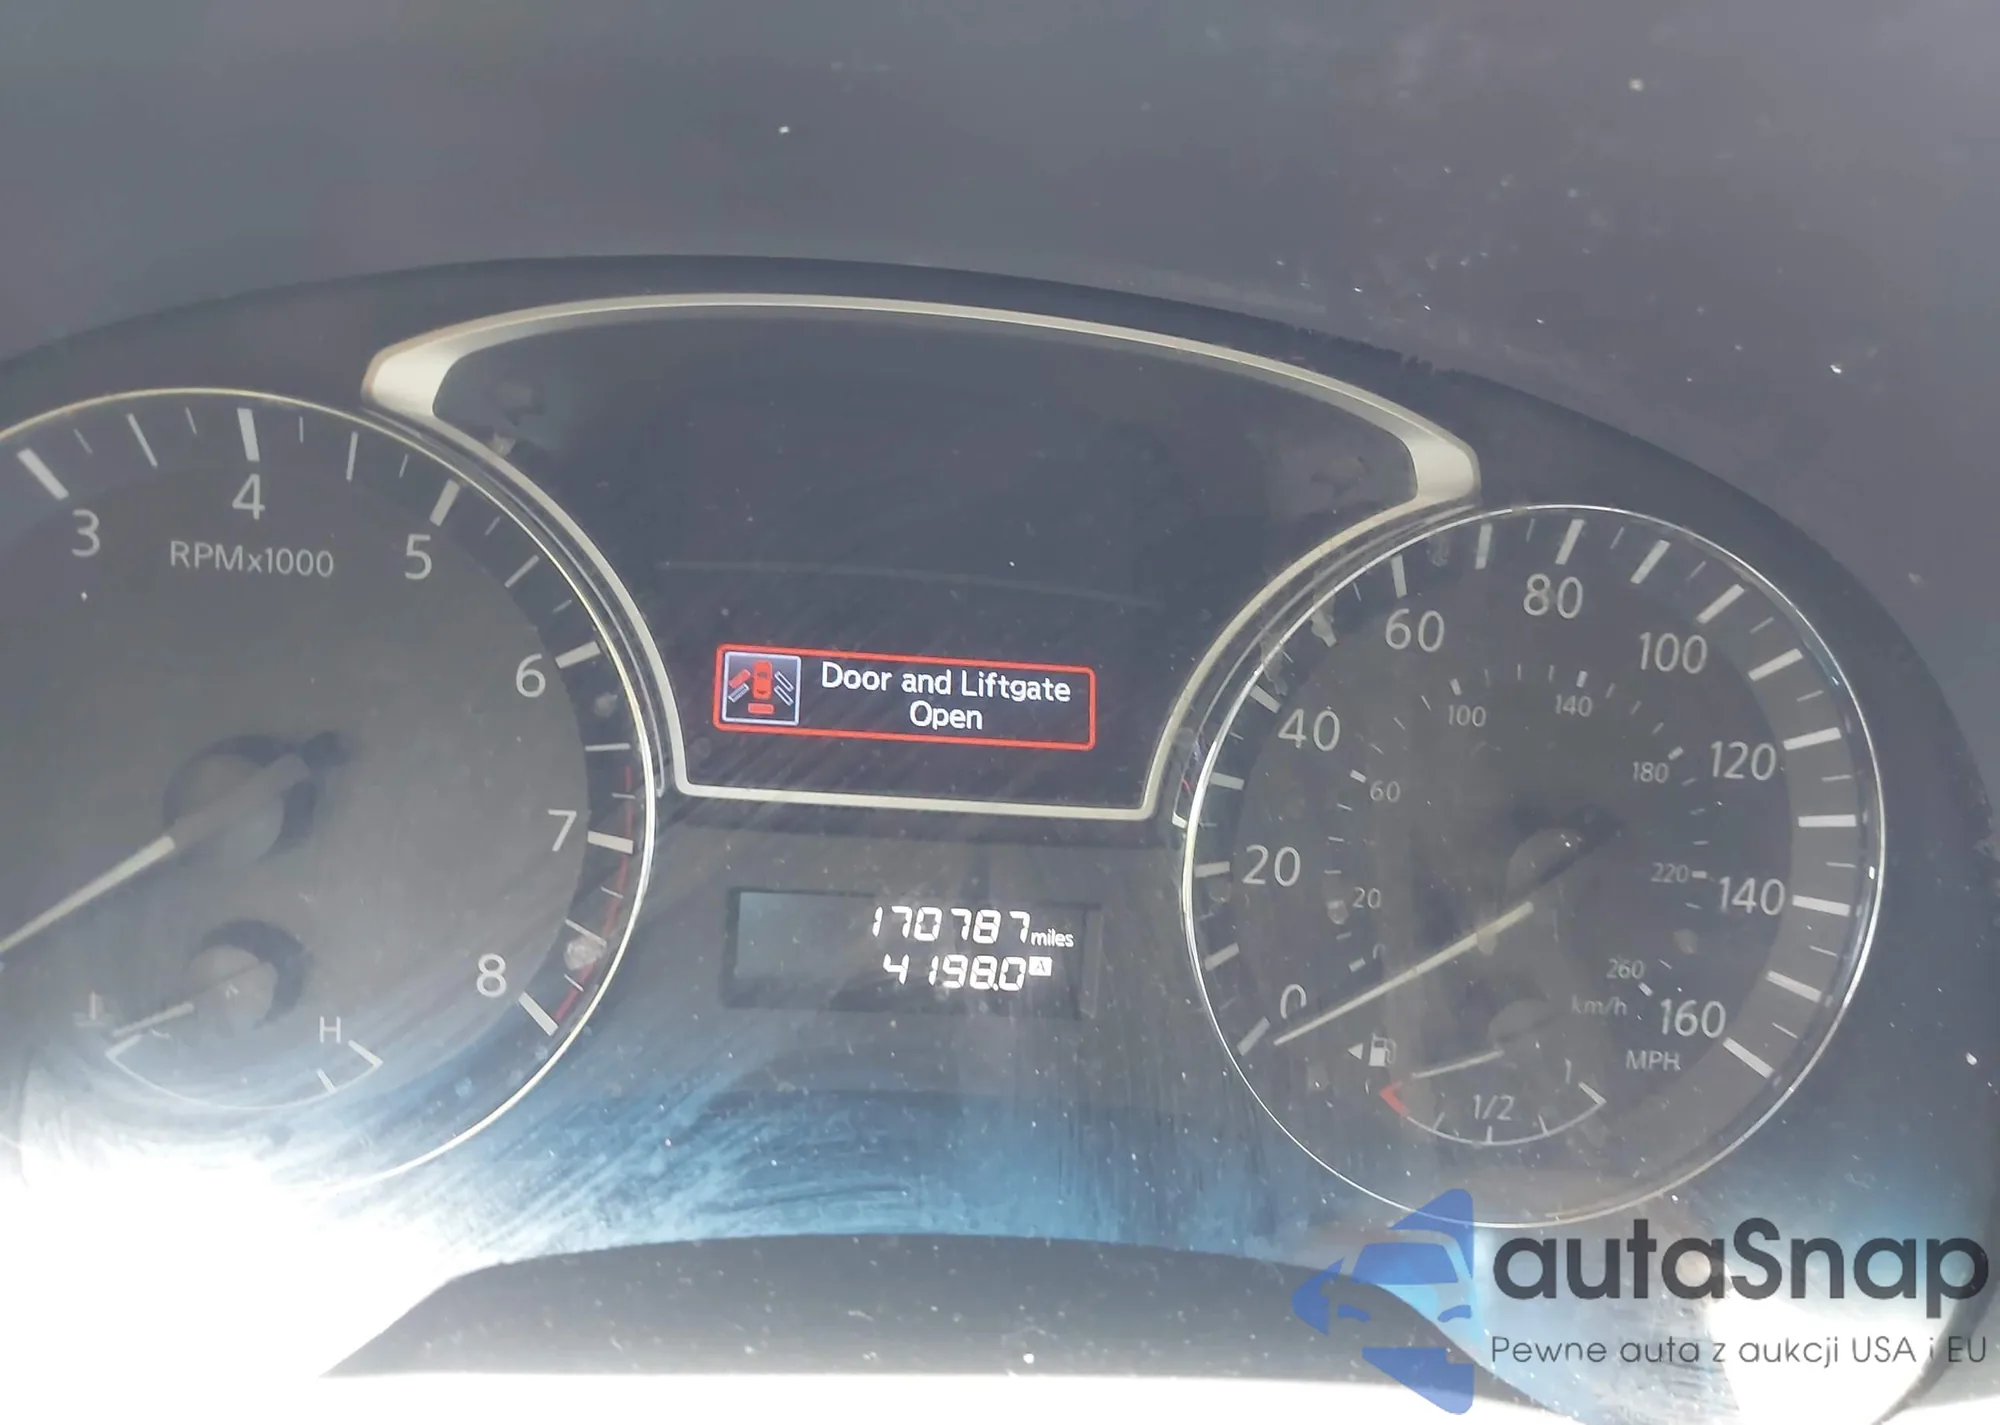 3
4
5
6
7
8
RPMx1000
H
Door and Liftgate
Open
170787 miles
4198.0 A
0
20
40
60
80
100
120
140
160
MPH
20
60
100
140
180
220
260
km/h
1/2
1
autaSnap
Pewne auta z aukcji USA i EU